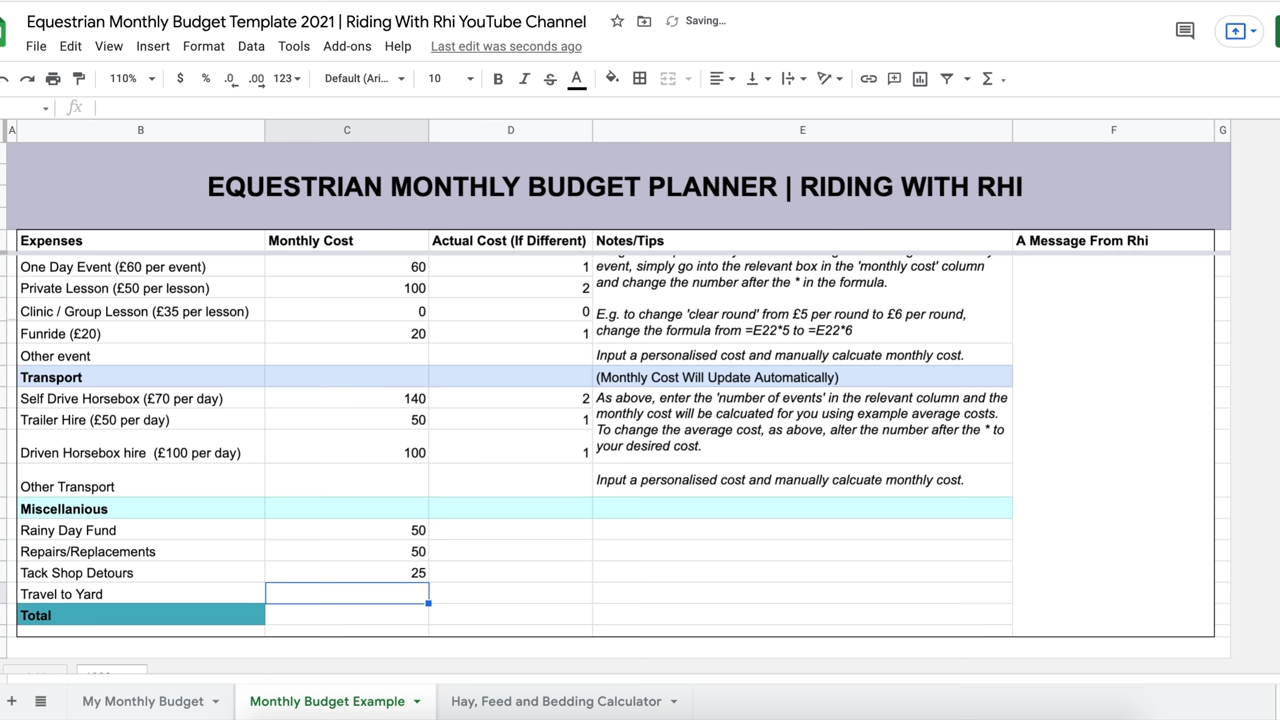 Equestrian Monthly Budget Template 2021 | Riding With Rhi YouTube Channel Saving...
File Edit View Insert Format Data Tools Add-ons Help Last edit was seconds ago
110% $ % .0 .00 123 Default (Ari... 10 B I S A
fx
A B C D E F G
EQUESTRIAN MONTHLY BUDGET PLANNER | RIDING WITH RHI
Expenses Monthly Cost Actual Cost (If Different) Notes/Tips A Message From Rhi
One Day Event (£60 per event) 60 1 event, simply go into the relevant box in the 'monthly cost' column
and change the number after the * in the formula.
Private Lesson (£50 per lesson) 100 2
Clinic / Group Lesson (£35 per lesson) 0 0 E.g. to change 'clear round' from £5 per round to £6 per round,
Funride (£20) 20 1 change the formula from =E22*5 to =E22*6
Other event Input a personalised cost and manually calcuate monthly cost.
Transport (Monthly Cost Will Update Automatically)
Self Drive Horsebox (£70 per day) 140 2 As above, enter the 'number of events' in the relevant column and the
monthly cost will be calcuated for you using example average costs.
Trailer Hire (£50 per day) 50 1
To change the average cost, as above, alter the number after the * to
your desired cost.
Driven Horsebox hire (£100 per day) 100 1
Other Transport Input a personalised cost and manually calcuate monthly cost.
Miscellanious
Rainy Day Fund 50
Repairs/Replacements 50
Tack Shop Detours 25
Travel to Yard
Total
My Monthly Budget Monthly Budget Example Hay, Feed and Bedding Calculator